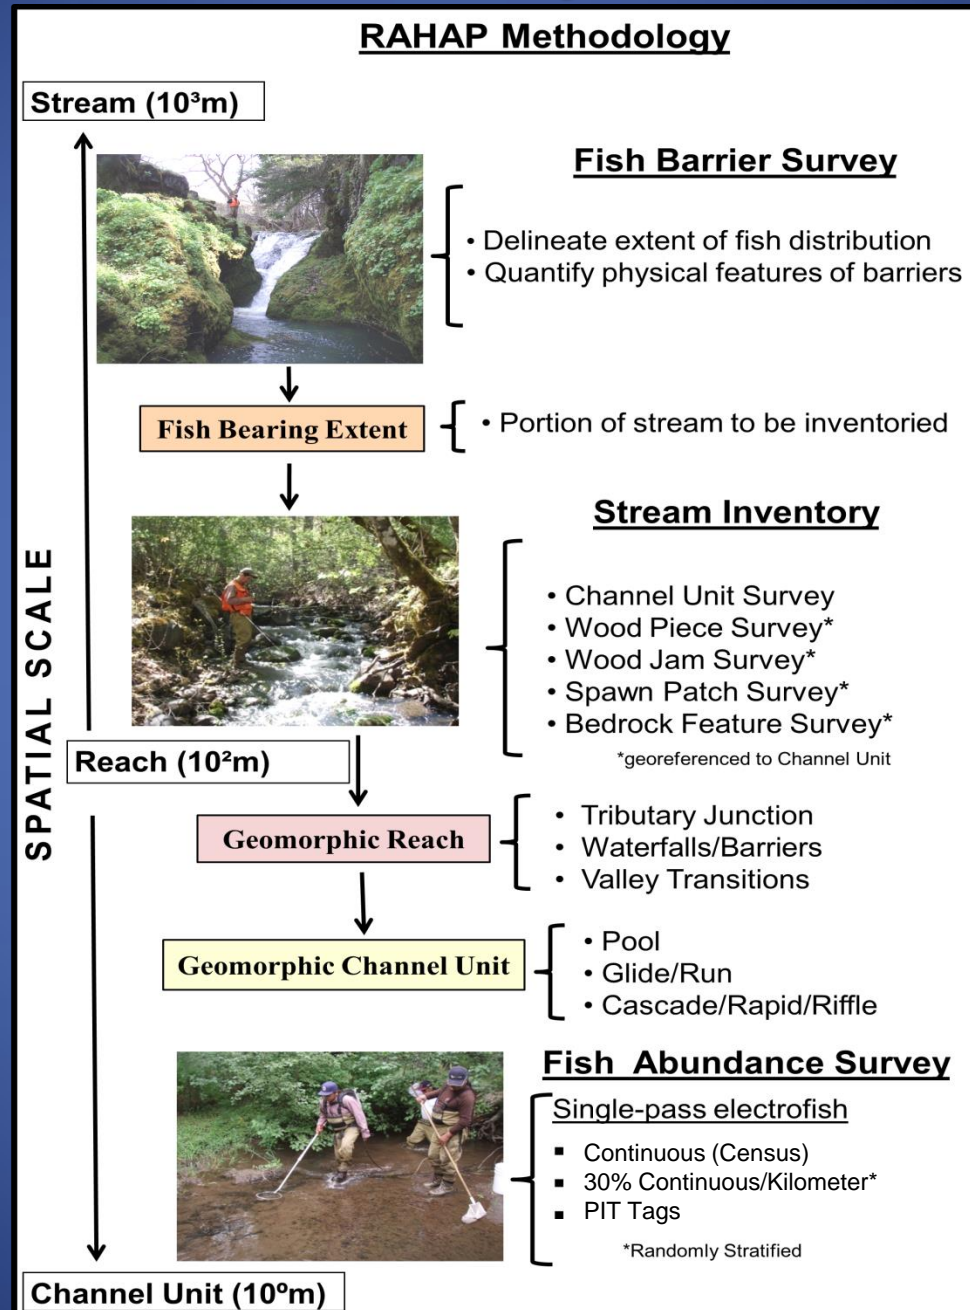 RAHAP Methodology
Stream (10³m)
Fish Barrier Survey
• Delineate extent of fish distribution
• Quantify physical features of barriers
Fish Bearing Extent
• Portion of stream to be inventoried
Stream Inventory
• Channel Unit Survey
• Wood Piece Survey*
• Wood Jam Survey*
• Spawn Patch Survey*
• Bedrock Feature Survey*
*georeferenced to Channel Unit
SPATIAL SCALE
Reach (10²m)
Geomorphic Reach
• Tributary Junction
• Waterfalls/Barriers
• Valley Transitions
Geomorphic Channel Unit
• Pool
• Glide/Run
• Cascade/Rapid/Riffle
Fish Abundance Survey
Single-pass electrofish
▪ Continuous (Census)
▪ 30% Continuous/Kilometer*
▪ PIT Tags
*Randomly Stratified
Channel Unit (10ºm)